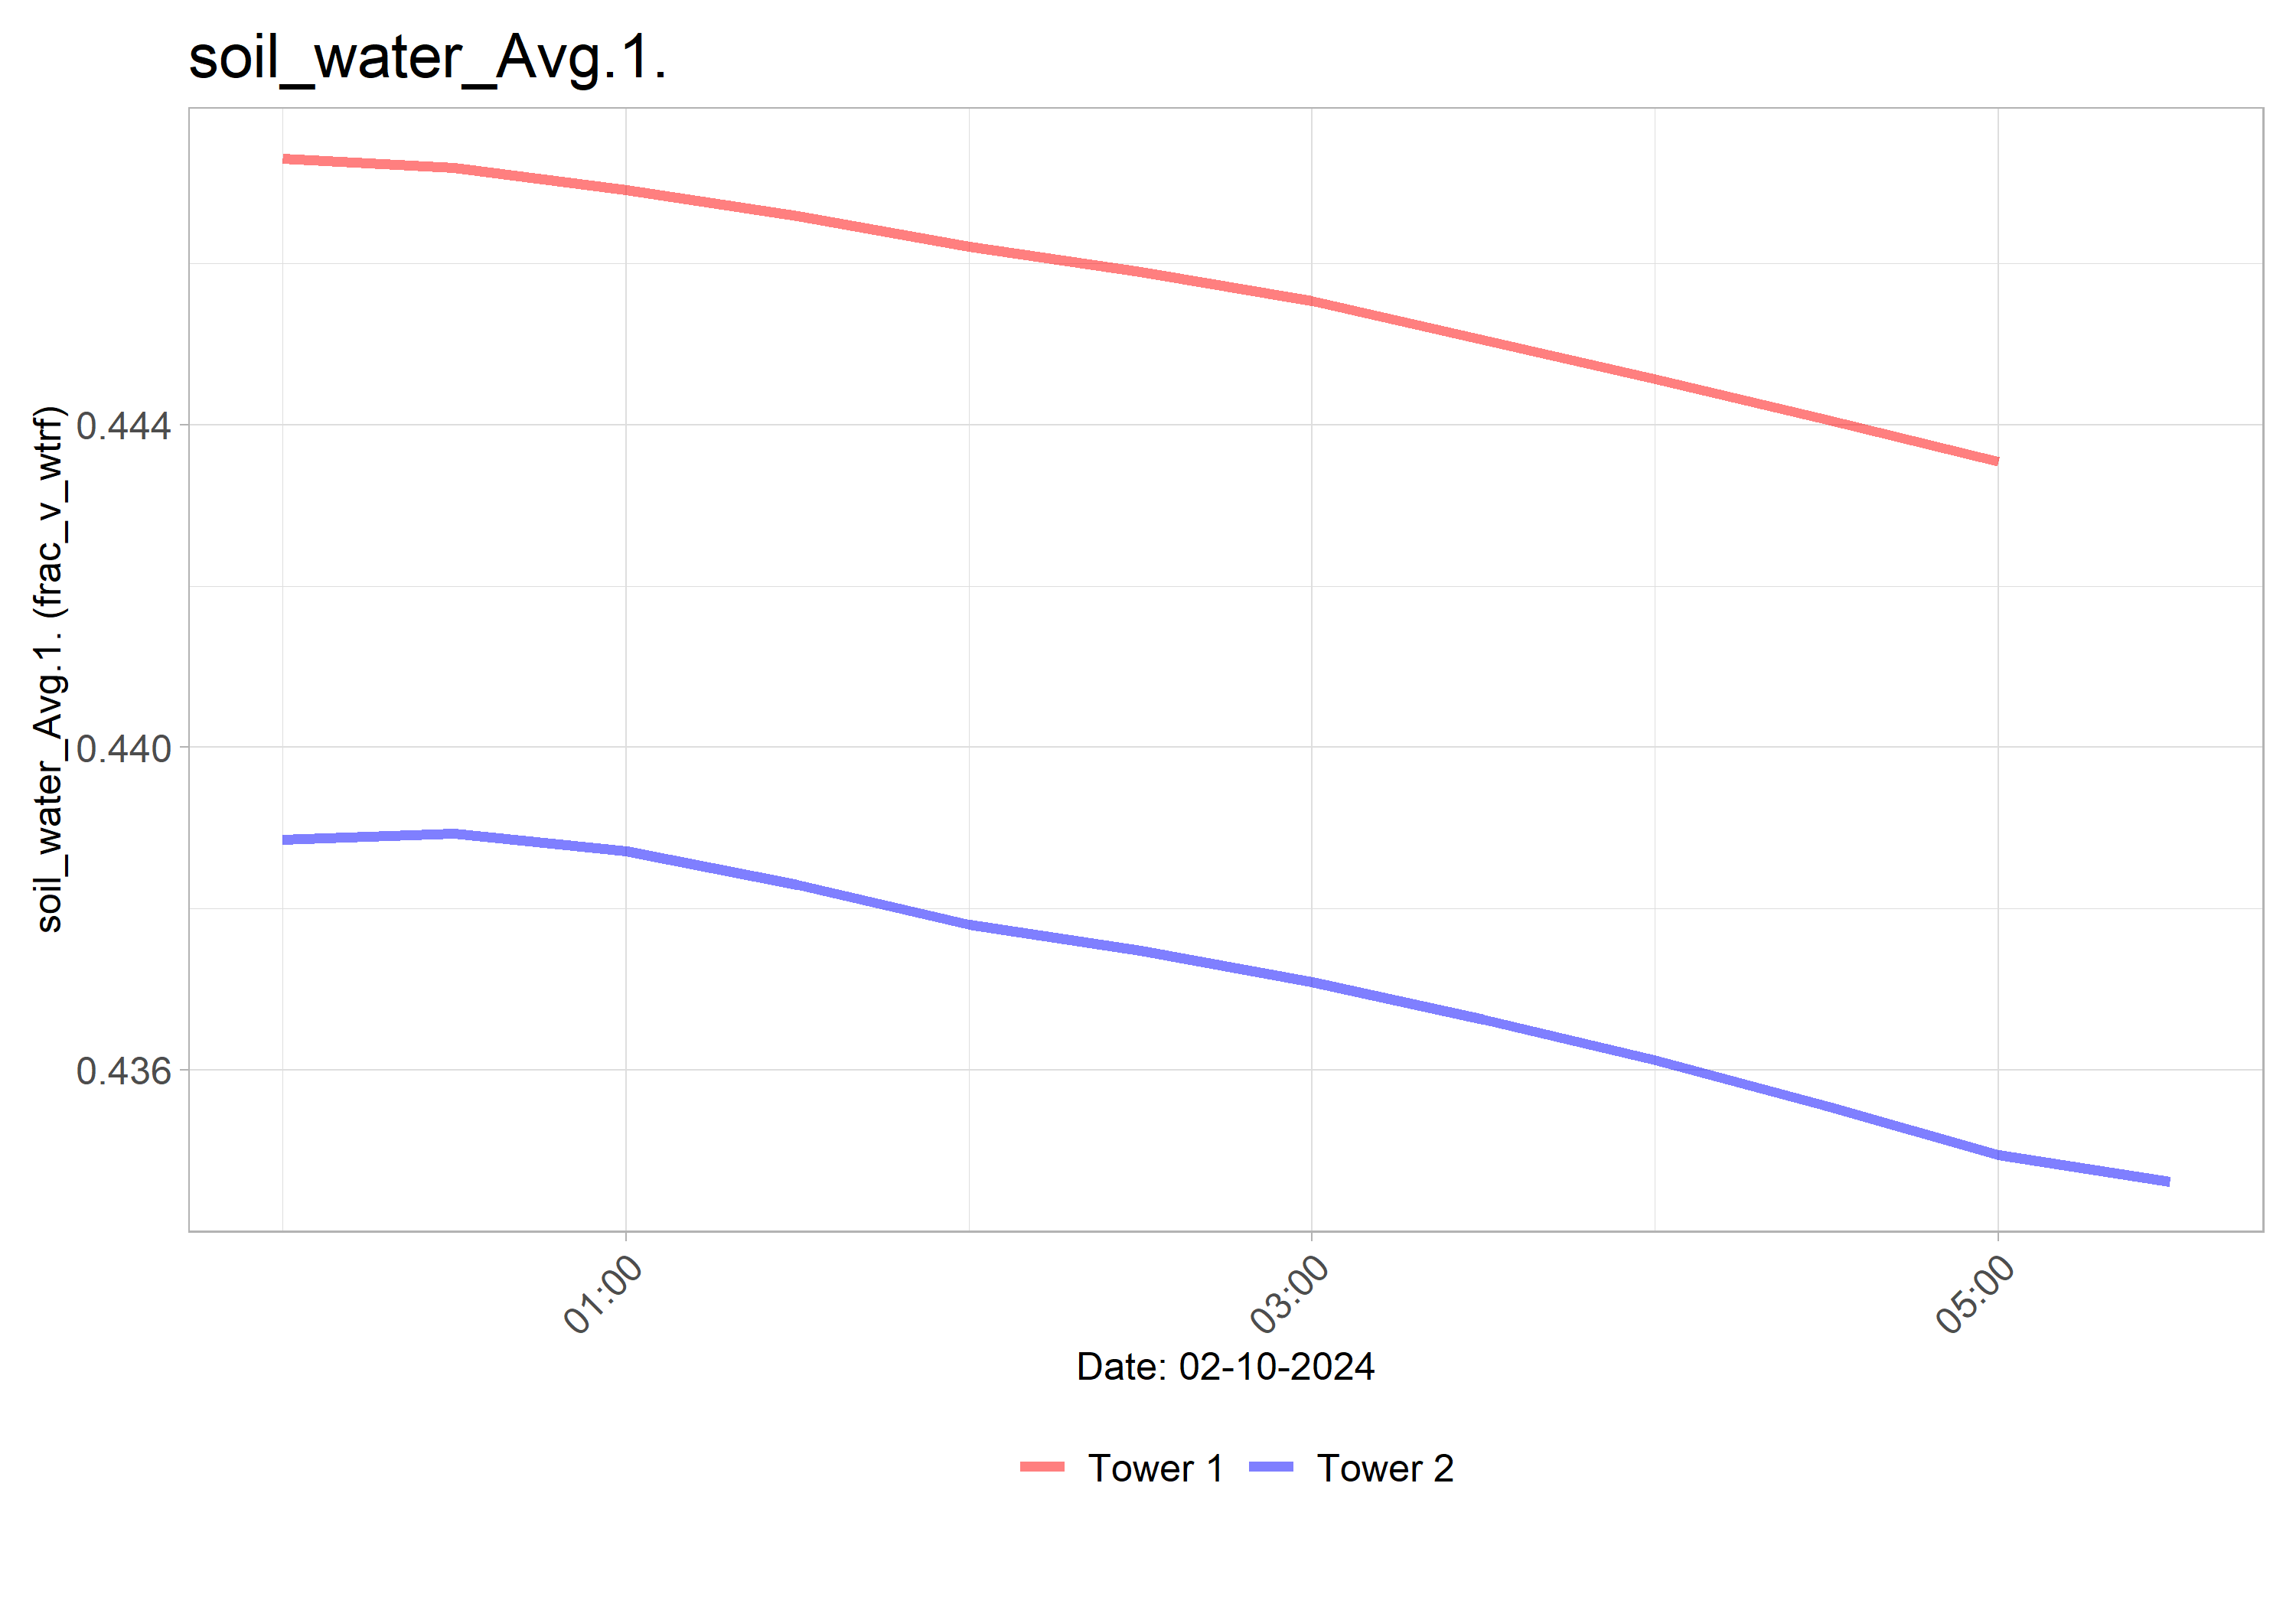 soil_water_Avg.1.
soil_water_Avg.1. (frac_v_wtrf)
0.444
0.440
0.436
01:00
03:00
05:00
Date: 02-10-2024
Tower 1
Tower 2